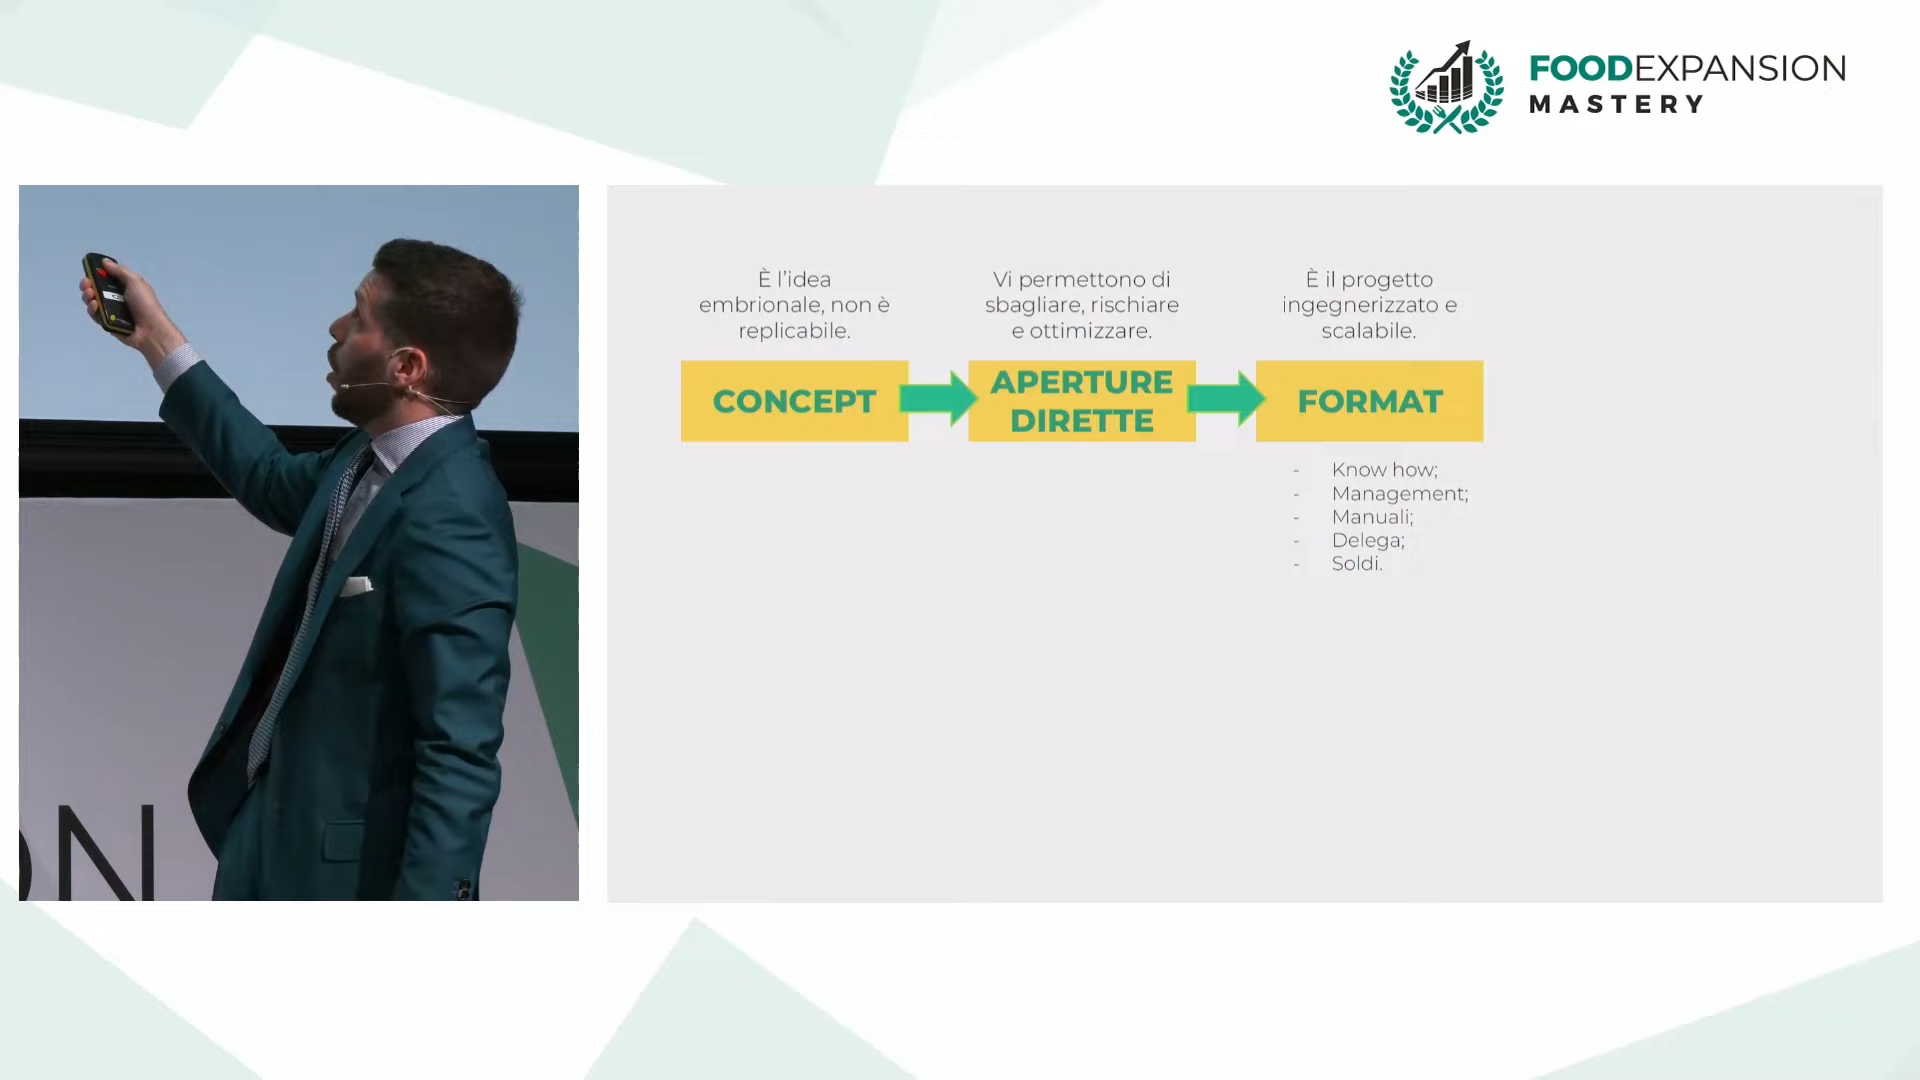 FOODEXPANSION
MASTERY
È l'idea
embrionale, non è
replicabile.
CONCEPT
Vi permettono di
sbagliare, rischiare
e ottimizzare.
APERTURE
DIRETTE
È il progetto
ingegnerizzato e
scalabile.
FORMAT
- Know how;
- Management;
- Manuali;
- Delega;
- Soldi.
ON